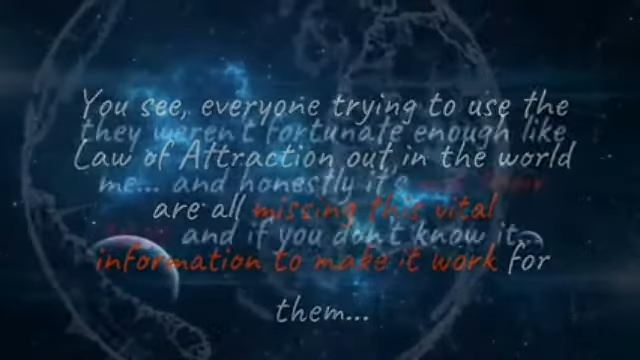 You see, everyone trying to use the
they weren't fortunate enough like
Law of Attraction out in the world
me... and honestly it's
are all missing this vital
and if you don't know it...
information to make it work for
them...